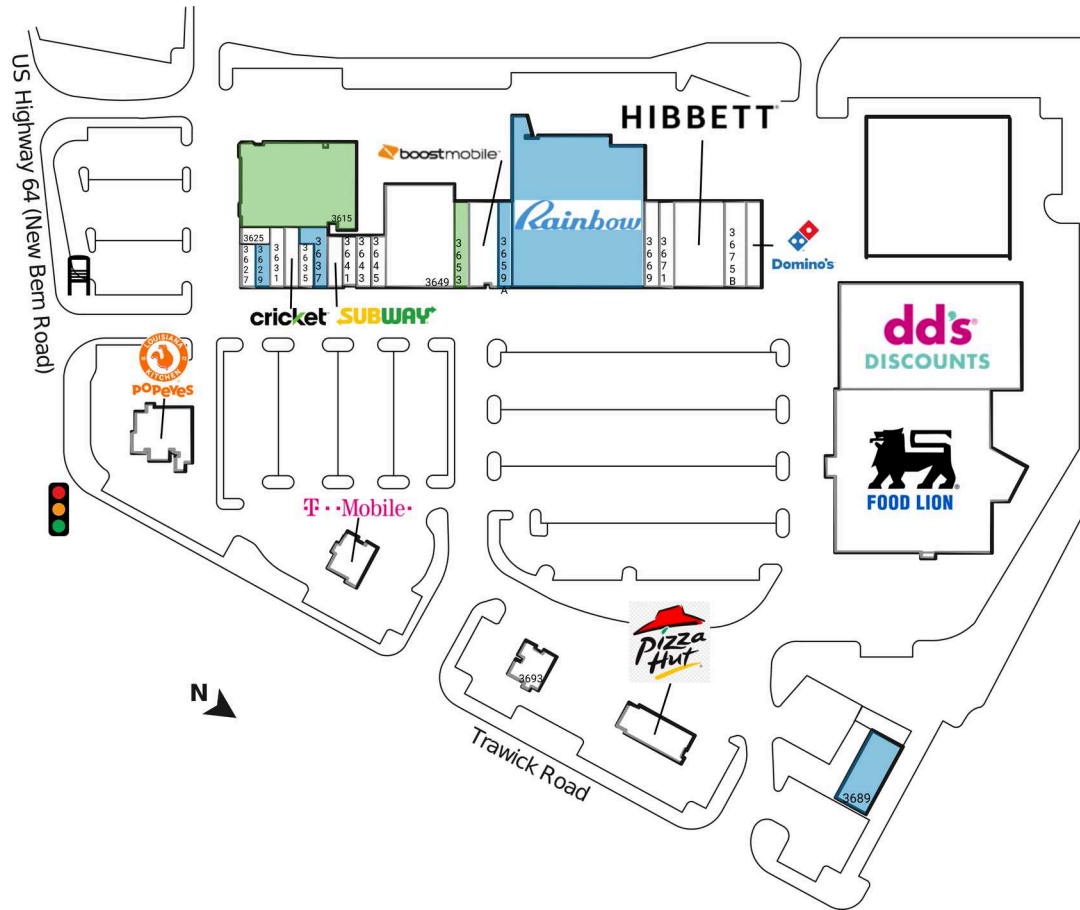 US Highway 64 (New Bern Road)
HIBBETT
boostmobile
Rainbow
Domino's
3615
3625
3627
3629
3631
3635
3637
3641
3643
3645
3649
3653
3659A
3669
3671
3675B
cricket
SUBWAY
dd's
DISCOUNTS
LOUISIANA
KITCHEN
POPEYES
FOOD LION
T-Mobile
Pizza
Hut
3693
N
Trawick Road
3689